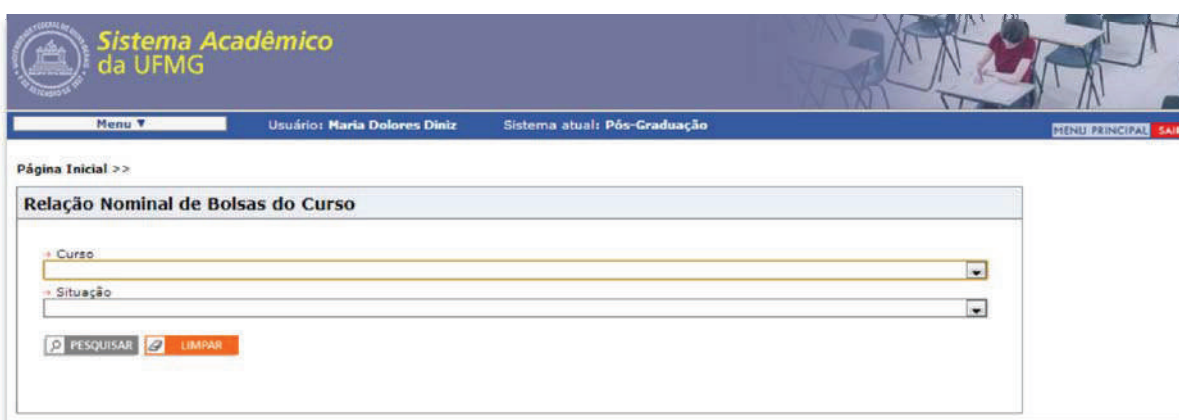 Sistema Acadêmico
da UFMG
Menu ▼ Usuário: Maria Dolores Diniz Sistema atual: Pós-Graduação MENU PRINCIPAL SAIR
Página Inicial >>
Relação Nominal de Bolsas do Curso
Curso
Situação
PESQUISAR LIMPAR